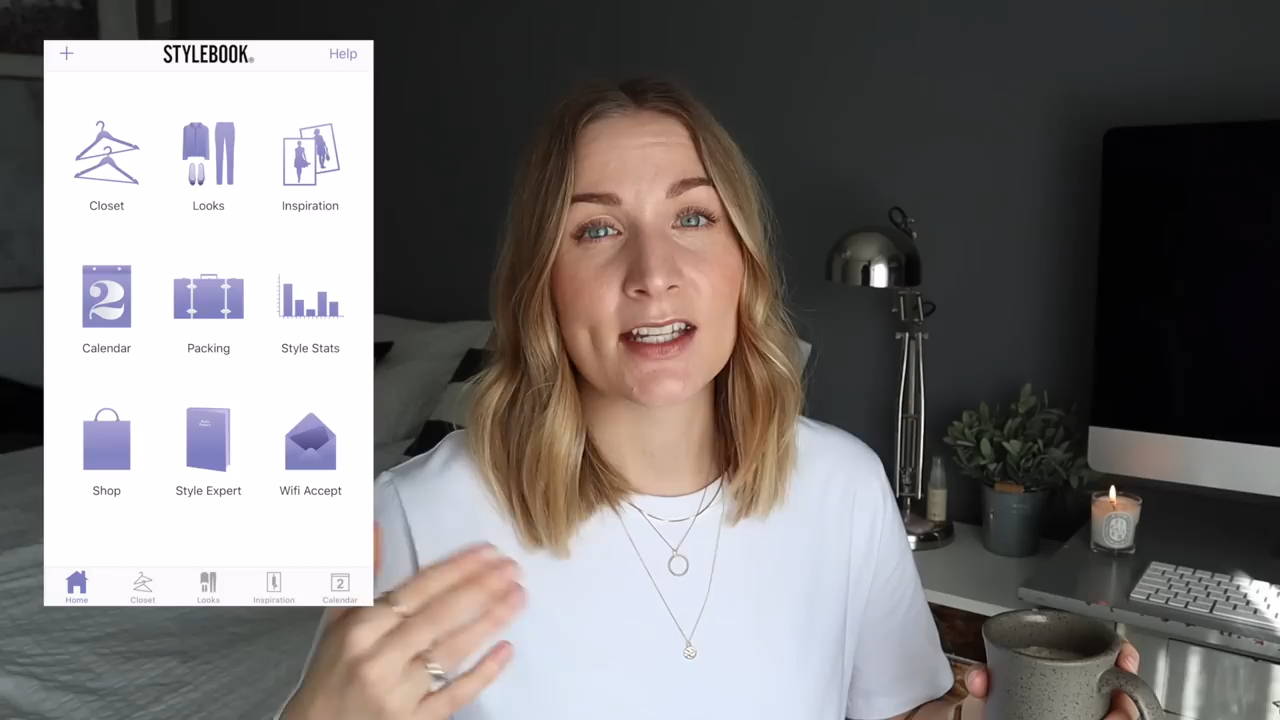 STYLEBOOK®
Help
Closet
Looks
Inspiration
2
Calendar
Packing
Style Stats
Shop
Style Expert
Wifi Accept
Home
Closet
Looks
Inspiration
2
Calendar